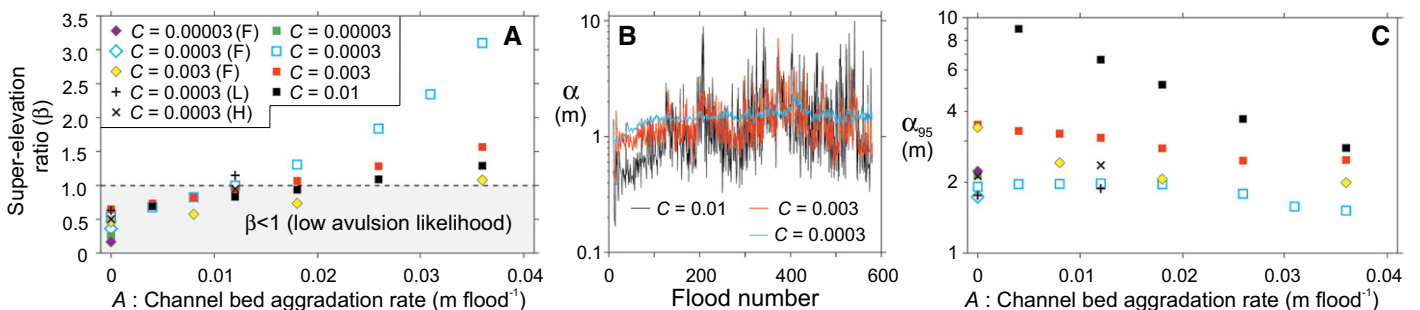 A
Super-elevation
ratio (β)
3.5
3.0
2.5
2.0
1.5
1.0
0.5
0
C = 0.00003 (F)
C = 0.0003 (F)
C = 0.003 (F)
C = 0.0003 (L)
C = 0.0003 (H)
C = 0.00003
C = 0.0003
C = 0.003
C = 0.01
β<1 (low avulsion likelihood)
0 0.01 0.02 0.03 0.04
A : Channel bed aggradation rate (m flood⁻¹)
B
α
(m)
10
1
0.1
C = 0.01
C = 0.003
C = 0.0003
0 200 400 600
Flood number
C
α₉₅
(m)
10
8
6
4
2
1
0 0.01 0.02 0.03 0.04
A : Channel bed aggradation rate (m flood⁻¹)